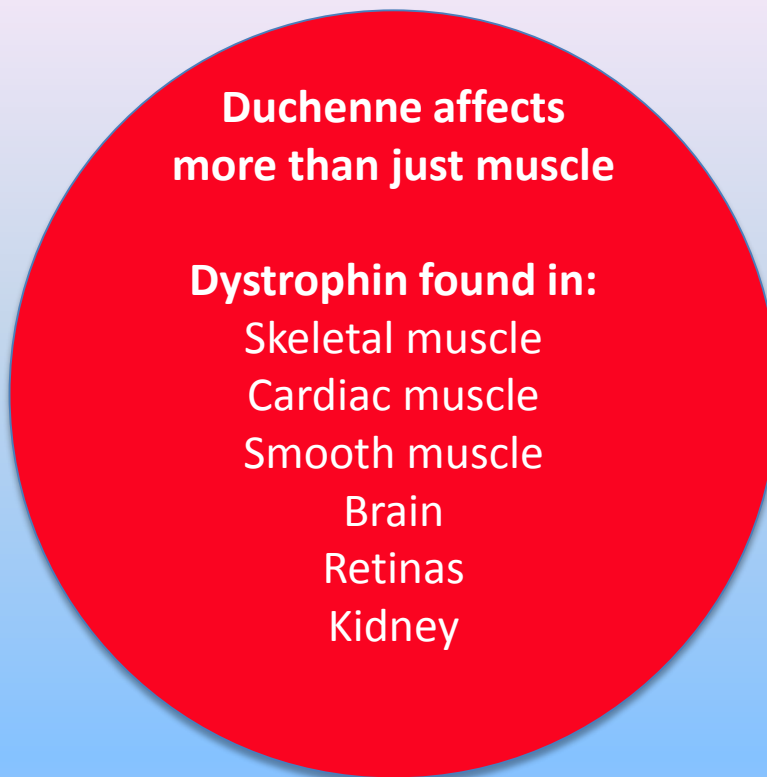 Duchenne affects
more than just muscle
Dystrophin found in:
Skeletal muscle
Cardiac muscle
Smooth muscle
Brain
Retinas
Kidney